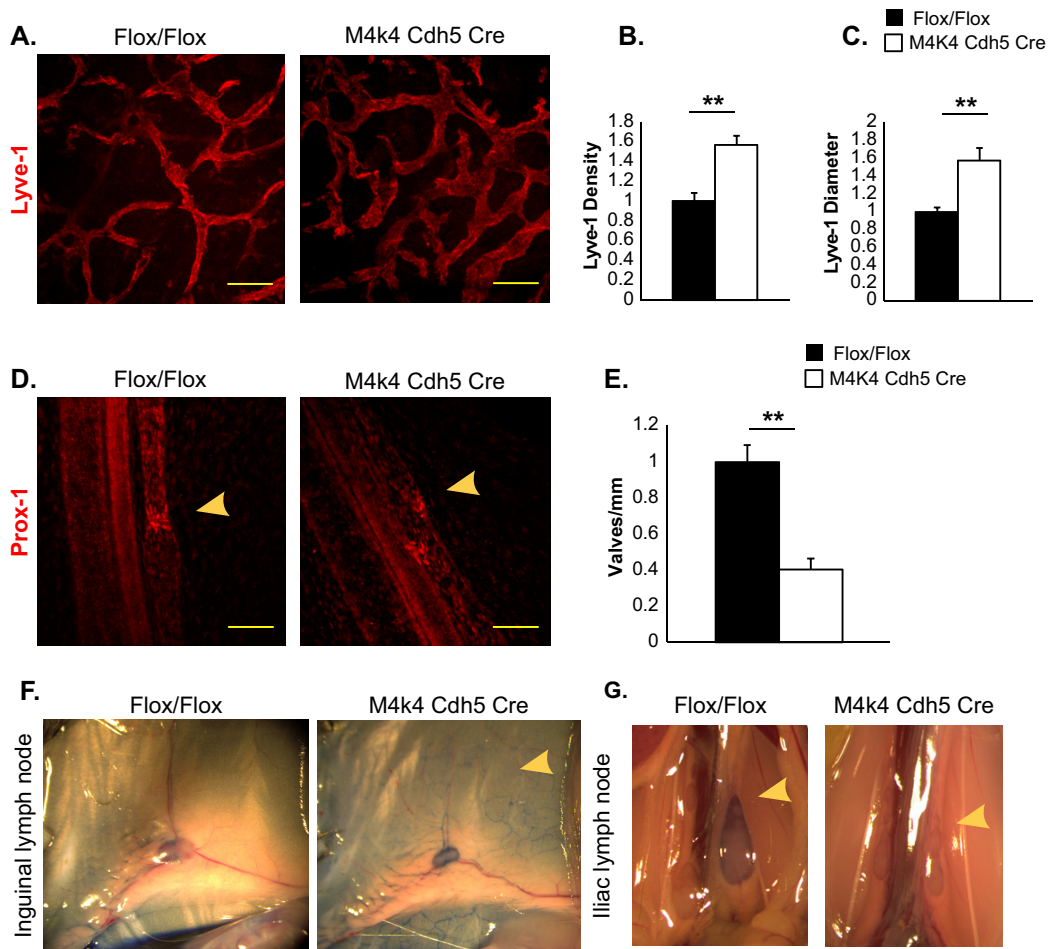 A.
Flox/Flox
M4k4 Cdh5 Cre
Lyve-1
B.
C.
Flox/Flox
M4K4 Cdh5 Cre
Lyve-1 Density
**
1.8
1.6
1.4
1.2
1
0.8
0.6
0.4
0.2
0
Lyve-1 Diameter
**
2
1.8
1.6
1.4
1.2
1
0.8
0.6
0.4
0.2
0
D.
Flox/Flox
M4k4 Cdh5 Cre
Prox-1
E.
Flox/Flox
M4K4 Cdh5 Cre
Valves/mm
**
1.2
1
0.8
0.6
0.4
0.2
0
F.
Flox/Flox
M4k4 Cdh5 Cre
Inguinal lymph node
G.
Flox/Flox
M4k4 Cdh5 Cre
Iliac lymph node